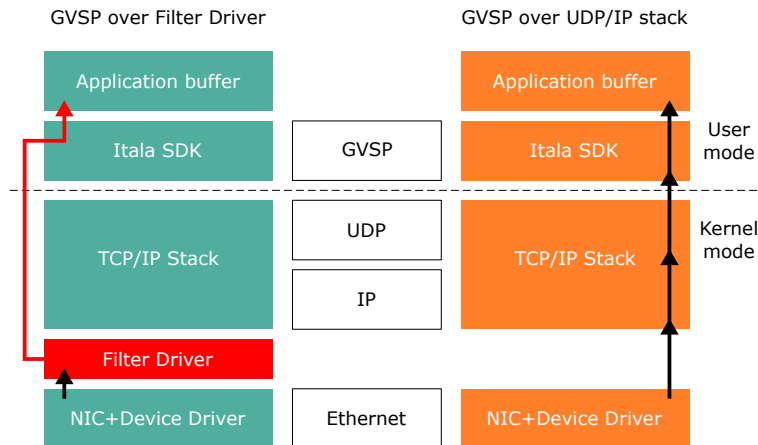 GVSP over Filter Driver
GVSP over UDP/IP stack
Application buffer
Application buffer
Itala SDK
GVSP
Itala SDK
User
mode
TCP/IP Stack
UDP
IP
TCP/IP Stack
Kernel
mode
Filter Driver
NIC+Device Driver
Ethernet
NIC+Device Driver